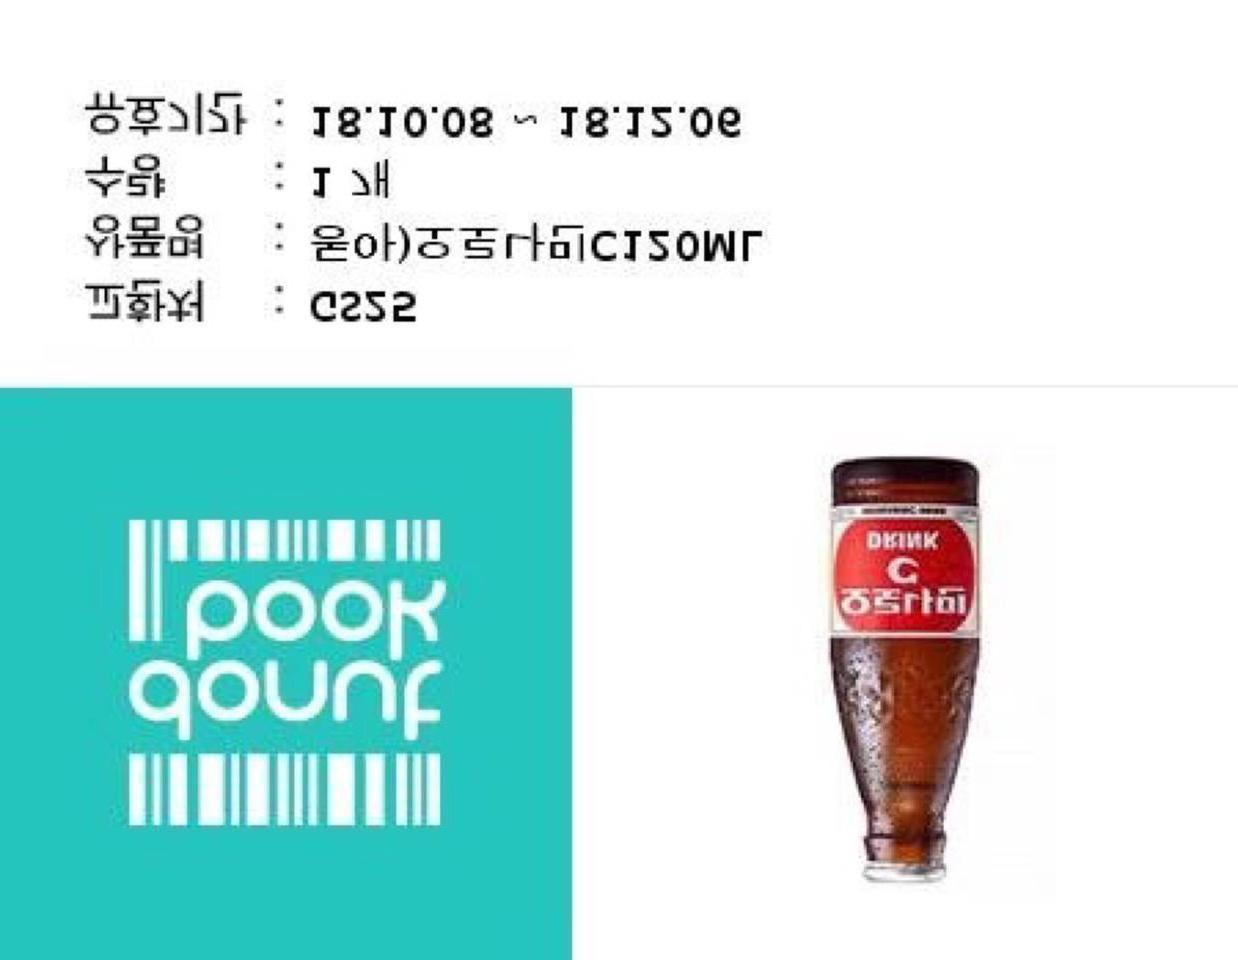 donut
book
오로나민
C
DRINK
교환처 : GS25
상품명 : 동아)오로나민C120ML
수량 : 1 개
유효기간 : 18.10.08 ~ 18.12.06